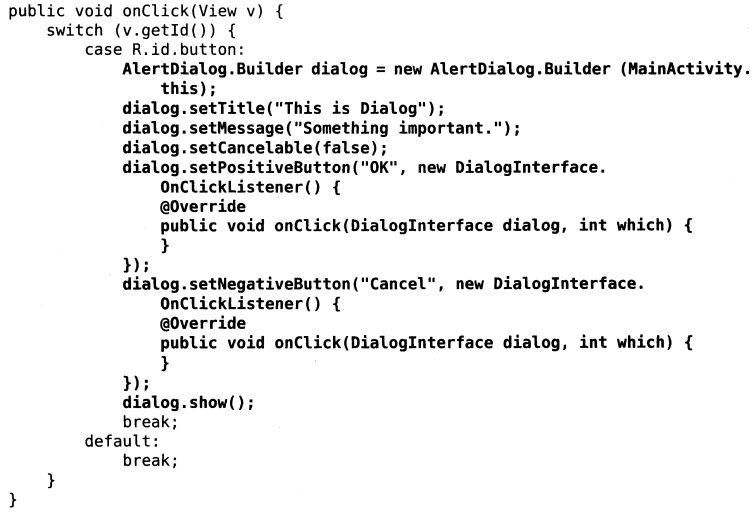 public void onClick(View v) {
    switch (v.getId()) {
        case R.id.button:
            AlertDialog.Builder dialog = new AlertDialog.Builder (MainActivity.
                this);
            dialog.setTitle("This is Dialog");
            dialog.setMessage("Something important.");
            dialog.setCancelable(false);
            dialog.setPositiveButton("OK", new DialogInterface.
                OnClickListener() {
                @Override
                public void onClick(DialogInterface dialog, int which) {
                }
            });
            dialog.setNegativeButton("Cancel", new DialogInterface.
                OnClickListener() {
                @Override
                public void onClick(DialogInterface dialog, int which) {
                }
            });
            dialog.show();
            break;
        default:
            break;
    }
}